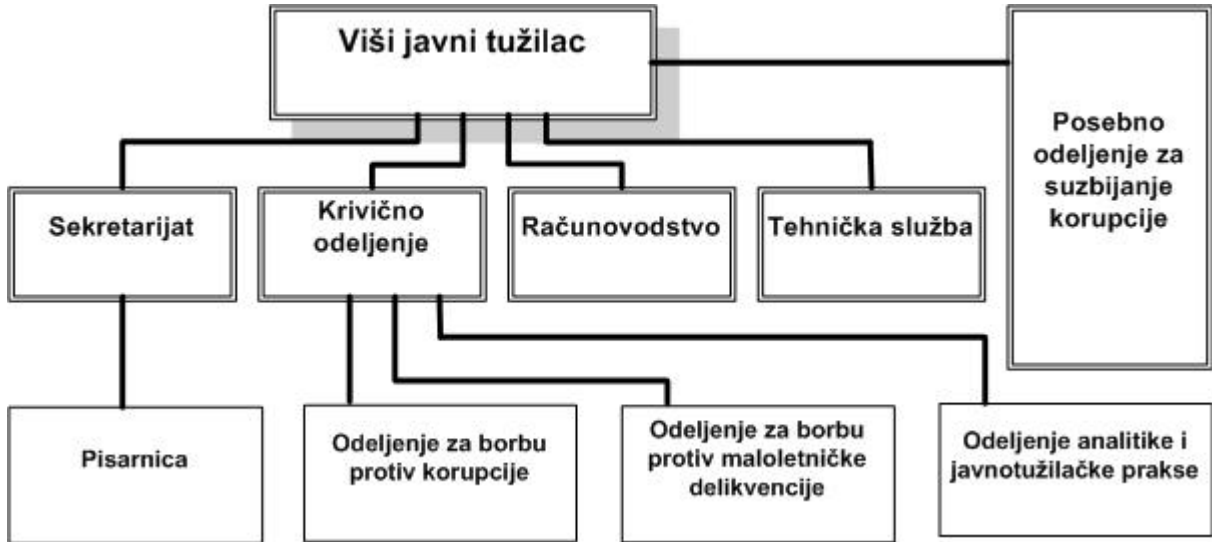 Viši javni tužilac
Posebno
odeljenje za
suzbijanje
korupcije
Sekretarijat
Krivično
odeljenje
Računovodstvo
Tehnička služba
Pisarnica
Odeljenje za borbu
protiv korupcije
Odeljenje za borbu
protiv maloletničke
delikvencije
Odeljenje analitike i
javnotužilačke prakse